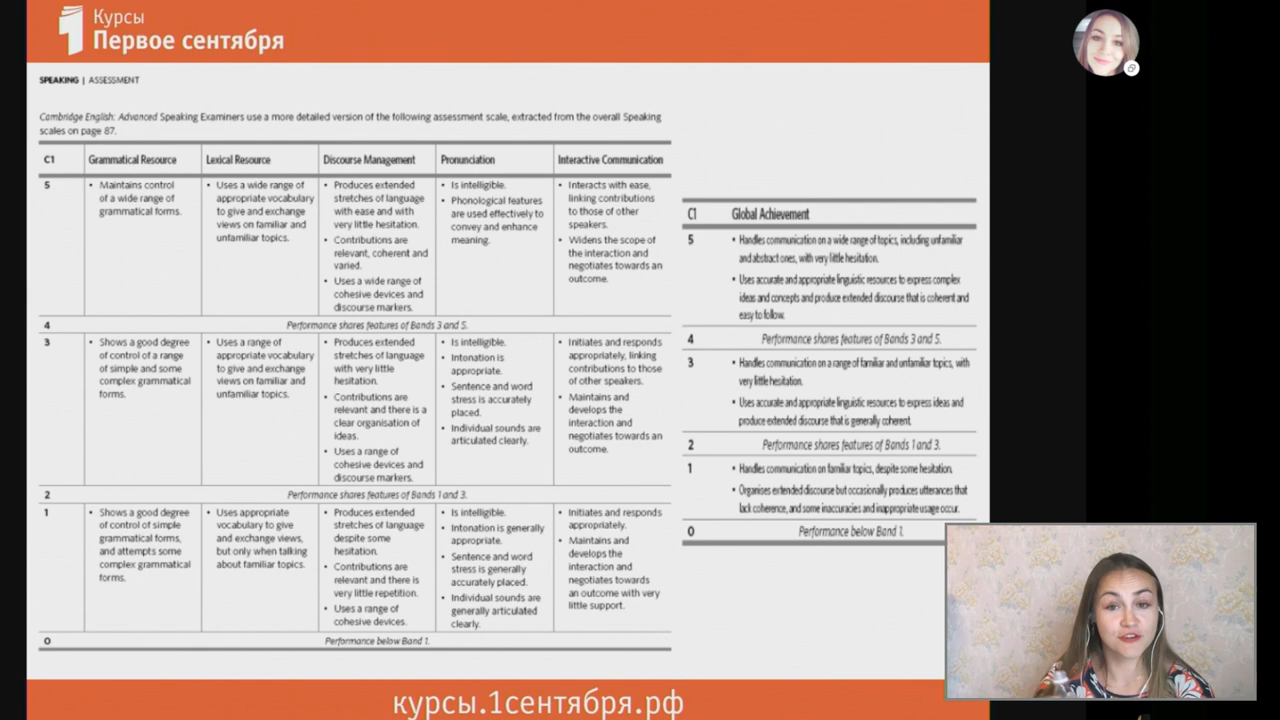 Курсы
Первое сентября
SPEAKING | ASSESSMENT
Cambridge English: Advanced Speaking Examiners use a more detailed version of the following assessment scale, extracted from the overall Speaking
scales on page 87.
C1
Grammatical Resource
Lexical Resource
Discourse Management
Pronunciation
Interactive Communication
5
• Maintains control
of a wide range of
grammatical forms.
• Uses a wide range of
appropriate vocabulary
to give and exchange
views on familiar and
unfamiliar topics.
• Produces extended
stretches of language
with ease and with
very little hesitation.
• Contributions are
relevant, coherent and
varied.
• Uses a wide range of
cohesive devices and
discourse markers.
• Is intelligible.
• Phonological features
are used effectively to
convey and enhance
meaning.
• Interacts with ease,
linking contributions
to those of other
speakers.
• Widens the scope of
the interaction and
negotiates towards an
outcome.
4
Performance shares features of Bands 3 and 5.
3
• Shows a good degree
of control of a range
of simple and some
complex grammatical
forms.
• Uses a range of
appropriate vocabulary
to give and exchange
views on familiar and
unfamiliar topics.
• Produces extended
stretches of language
with very little
hesitation.
• Contributions are
relevant and there is a
clear organisation of
ideas.
• Uses a range of
cohesive devices and
discourse markers.
• Is intelligible.
• Intonation is
appropriate.
• Sentence and word
stress is accurately
placed.
• Individual sounds are
articulated clearly.
• Initiates and responds
appropriately, linking
contributions to those
of other speakers.
• Maintains and
develops the
interaction and
negotiates towards an
outcome.
2
Performance shares features of Bands 1 and 3.
1
• Shows a good degree
of control of simple
grammatical forms,
and attempts some
complex grammatical
forms.
• Uses appropriate
vocabulary to give
and exchange views,
but only when talking
about familiar topics.
• Produces extended
stretches of language
despite some
hesitation.
• Contributions are
relevant and there is
very little repetition.
• Uses a range of
cohesive devices.
• Is intelligible.
• Intonation is generally
appropriate.
• Sentence and word
stress is generally
accurately placed.
• Individual sounds are
generally articulated
clearly.
• Initiates and responds
appropriately.
• Maintains and
develops the
interaction and
negotiates towards
an outcome with very
little support.
0
Performance below Band 1.
C1
Global Achievement
5
• Handles communication on a wide range of topics, including unfamiliar
and abstract ones, with very little hesitation.
• Uses accurate and appropriate linguistic resources to express complex
ideas and concepts and produce extended discourse that is coherent and
easy to follow.
4
Performance shares features of Bands 3 and 5.
3
• Handles communication on a range of familiar and unfamiliar topics, with
very little hesitation.
• Uses accurate and appropriate linguistic resources to express ideas and
produce extended discourse that is generally coherent.
2
Performance shares features of Bands 1 and 3.
1
• Handles communication on familiar topics, despite some hesitation.
• Organises extended discourse but occasionally produces utterances that
lack coherence, and some inaccuracies and inappropriate usage occur.
0
Performance below Band 1.
курсы.1сентября.рф